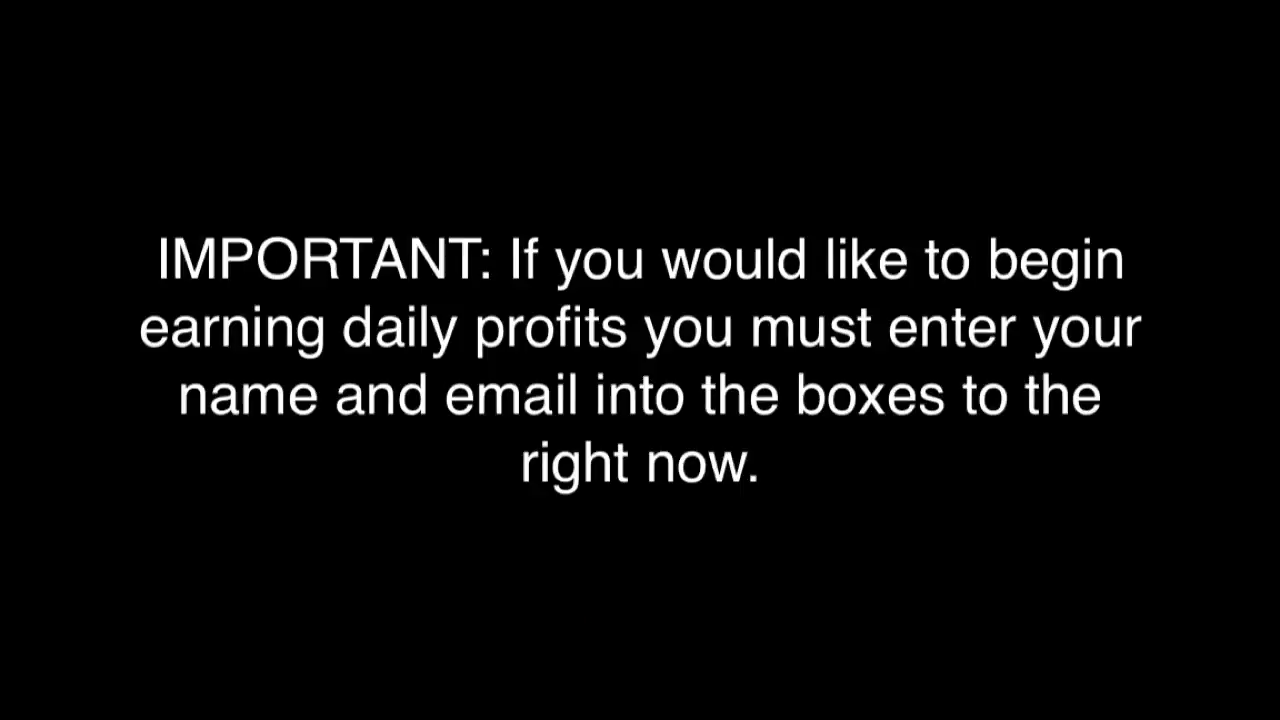 IMPORTANT: If you would like to begin
earning daily profits you must enter your
name and email into the boxes to the
right now.